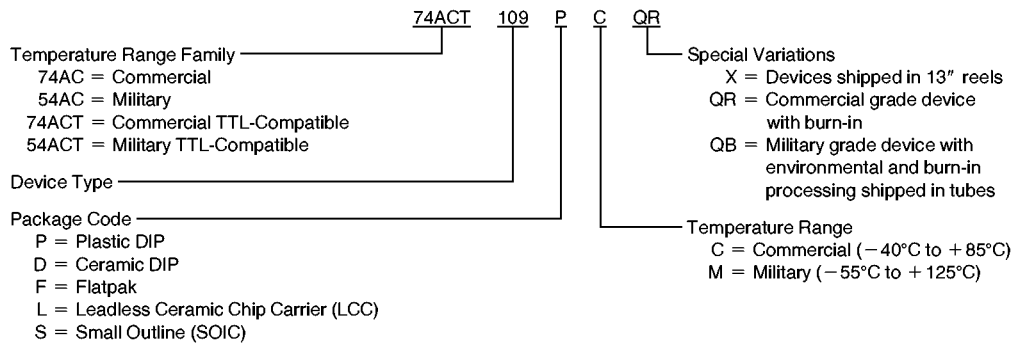 74ACT 109 P C QR
Temperature Range Family
74AC = Commercial
54AC = Military
74ACT = Commercial TTL-Compatible
54ACT = Military TTL-Compatible
Device Type
Package Code
P = Plastic DIP
D = Ceramic DIP
F = Flatpak
L = Leadless Ceramic Chip Carrier (LCC)
S = Small Outline (SOIC)
Special Variations
X = Devices shipped in 13″ reels
QR = Commercial grade device
with burn-in
QB = Military grade device with
environmental and burn-in
processing shipped in tubes
Temperature Range
C = Commercial (−40°C to +85°C)
M = Military (−55°C to +125°C)